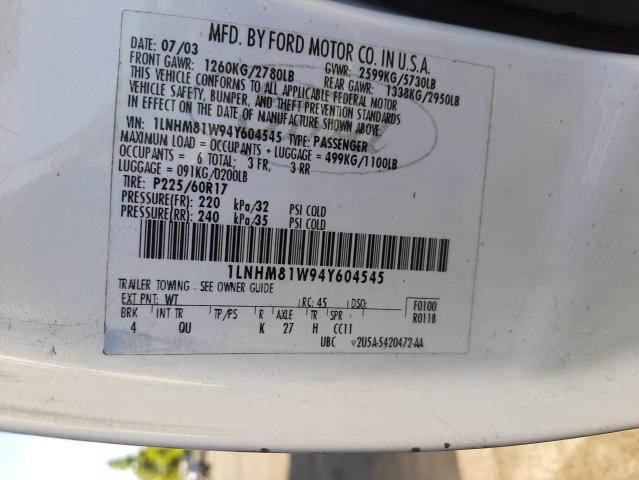 MFD. BY FORD MOTOR CO. IN U.S.A.
DATE: 07/03 GVWR: 2599KG/5730LB
FRONT GAWR: 1260KG/2780LB REAR GAWR: 1338KG/2950LB
THIS VEHICLE CONFORMS TO ALL APPLICABLE FEDERAL MOTOR
VEHICLE SAFETY, BUMPER, AND THEFT PREVENTION STANDARDS
IN EFFECT ON THE DATE OF MANUFACTURE SHOWN ABOVE.
VIN: 1LNHM81W94Y604545 TYPE: PASSENGER
MAXIMUM LOAD = OCCUPANTS + LUGGAGE = 499KG/1100LB
OCCUPANTS = 6 TOTAL; 3 FR, 3 RR
LUGGAGE = 091KG/0200LB
TIRE: P225/60R17
PRESSURE(FR): 220 kPa/32 PSI COLD
PRESSURE(RR): 240 kPa/35 PSI COLD
1LNHM81W94Y604545
TRAILER TOWING - SEE OWNER GUIDE
EXT PNT: WT RC: 45 DSO: F0100
BRK INT TR TP/PS R AXLE TR SPR R0118
4 QU K 27 H CC11
UBC ▽2U5A-5420472-AA